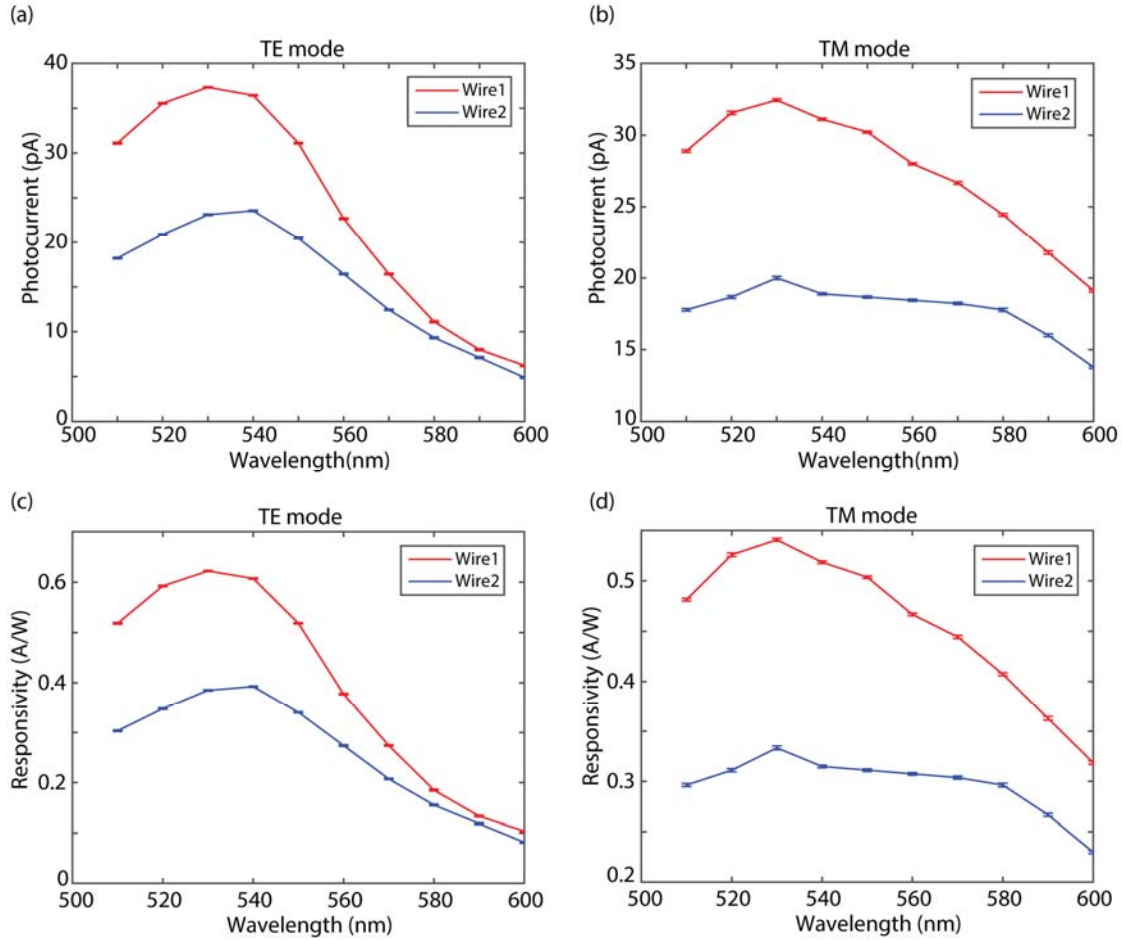 (a)
TE mode
40
30
20
10
0
500
520
540
560
580
600
Photocurrent (pA)
Wavelength(nm)
Wire1
Wire2
(b)
TM mode
35
30
25
20
15
10
500
520
540
560
580
600
Photocurrent (pA)
Wavelength(nm)
Wire1
Wire2
(c)
TE mode
0.6
0.4
0.2
0
500
520
540
560
580
600
Responsivity (A/W)
Wavelength (nm)
Wire1
Wire2
(d)
TM mode
0.5
0.4
0.3
0.2
500
520
540
560
580
600
Responsivity (A/W)
Wavelength (nm)
Wire1
Wire2